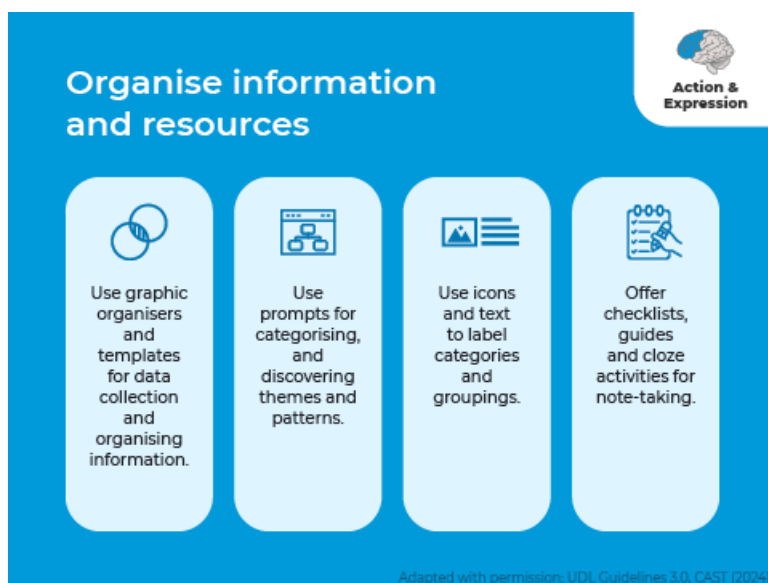 Organise information
and resources
Action &
Expression
Use graphic
organisers
and
templates
for data
collection
and
organising
information.
Use
prompts for
categorising,
and
discovering
themes and
patterns.
Use icons
and text
to label
categories
and
groupings.
Offer
checklists,
guides
and cloze
activities for
note-taking.
Adapted with permission: UDL Guidelines 3.0, CAST (2024)